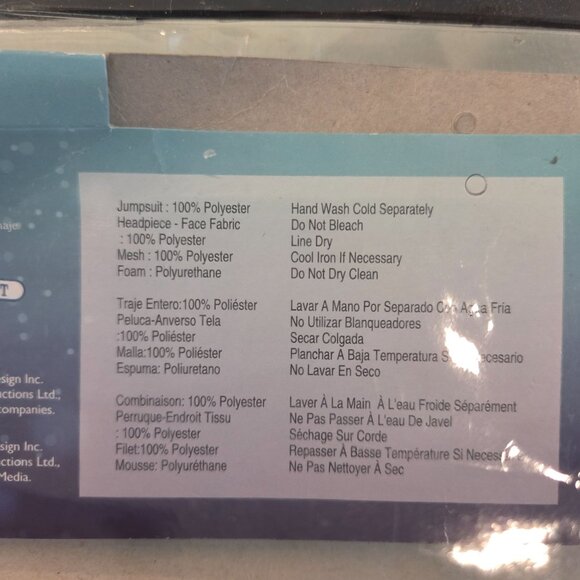 Jumpsuit : 100% Polyester Hand Wash Cold Separately
Headpiece - Face Fabric Do Not Bleach
: 100% Polyester Line Dry
Mesh : 100% Polyester Cool Iron If Necessary
Foam : Polyurethane Do Not Dry Clean
Traje Entero:100% Poliéster Lavar A Mano Por Separado Con Agua Fría
Peluca-Anverso Tela No Utilizar Blanqueadores
:100% Poliéster Secar Colgada
Malla:100% Poliéster Planchar A Baja Temperatura
Espuma: Poliuretano No Lavar En Seco
Combinaison: 100% Polyester Laver À La Main À L'eau Froide Séparément
Perruque-Endroit Tissu Ne Pas Passer À L'eau De Javel
: 100% Polyester Séchage Sur Corde
Filet:100% Polyester Repasser À Basse Température Si
Mousse: Polyuréthane Ne Pas Nettoyer À Sec
sign Inc.
ctions Ltd.,
companies.
sign Inc.
ctions Ltd.,
Media.